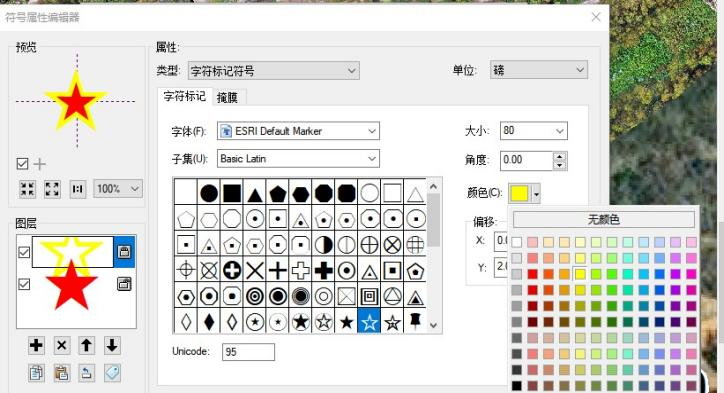 符号属性编辑器
预览
属性:
类型: 字符标记符号
单位: 磅
字符标记 掩膜
字体(F): ESRI Default Marker
大小: 80
子集(U): Basic Latin
角度: 0.00
颜色(C):
无颜色
1:1 100%
图层
偏移:
X: 0.
Y: 2.
Unicode: 95